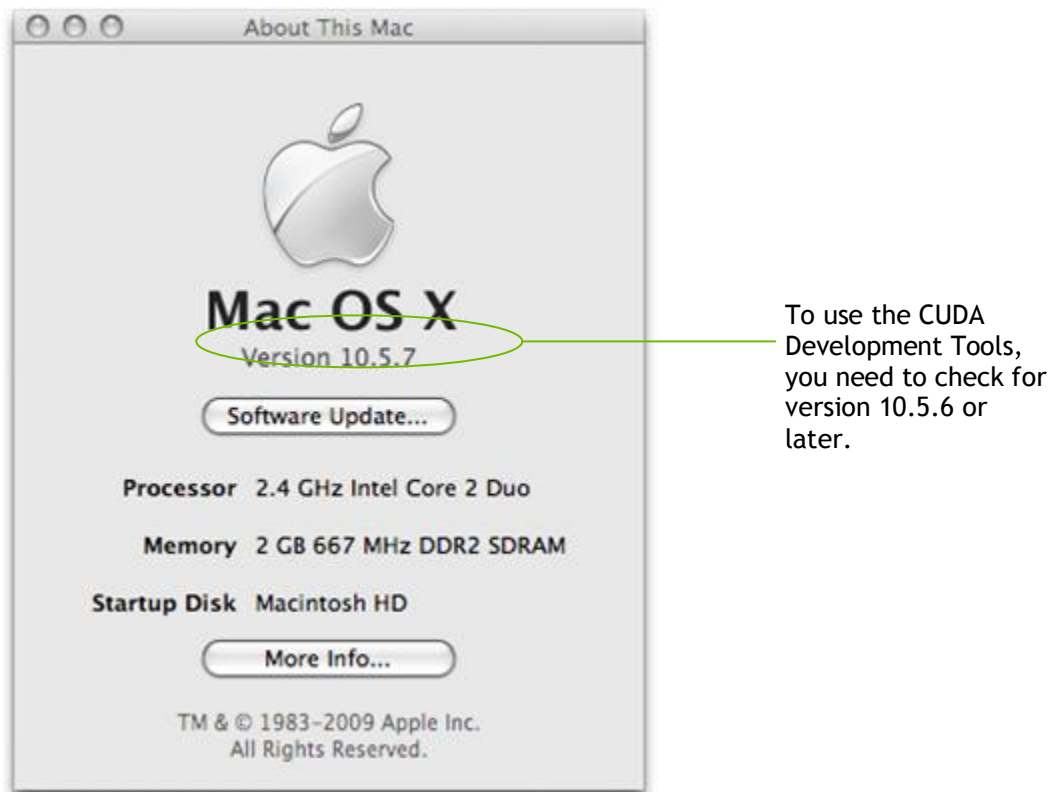 About This Mac
Mac OS X
Version 10.5.7
Software Update...
Processor 2.4 GHz Intel Core 2 Duo
Memory 2 GB 667 MHz DDR2 SDRAM
Startup Disk Macintosh HD
More Info...
TM & © 1983–2009 Apple Inc.
All Rights Reserved.
To use the CUDA
Development Tools,
you need to check for
version 10.5.6 or
later.